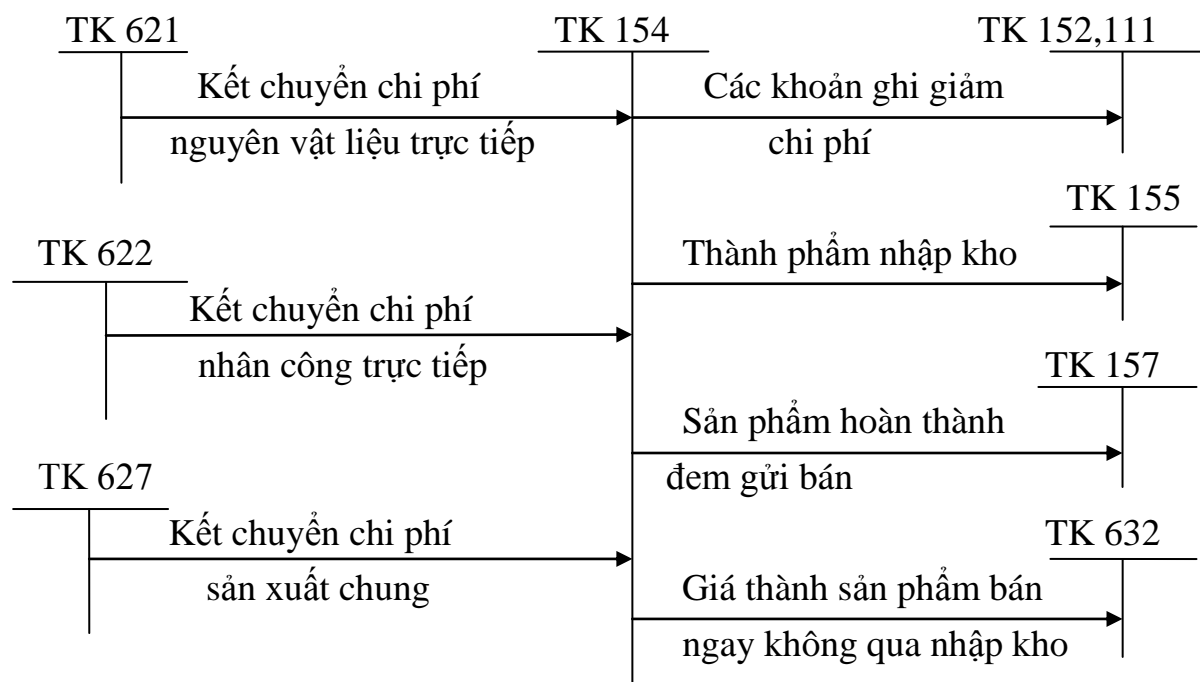 TK 621
TK 154
TK 152,111
Kết chuyển chi phí
nguyên vật liệu trực tiếp
Các khoản ghi giảm
chi phí
TK 155
TK 622
Thành phẩm nhập kho
Kết chuyển chi phí
nhân công trực tiếp
TK 157
Sản phẩm hoàn thành
đem gửi bán
TK 627
Kết chuyển chi phí
sản xuất chung
TK 632
Giá thành sản phẩm bán
ngay không qua nhập kho